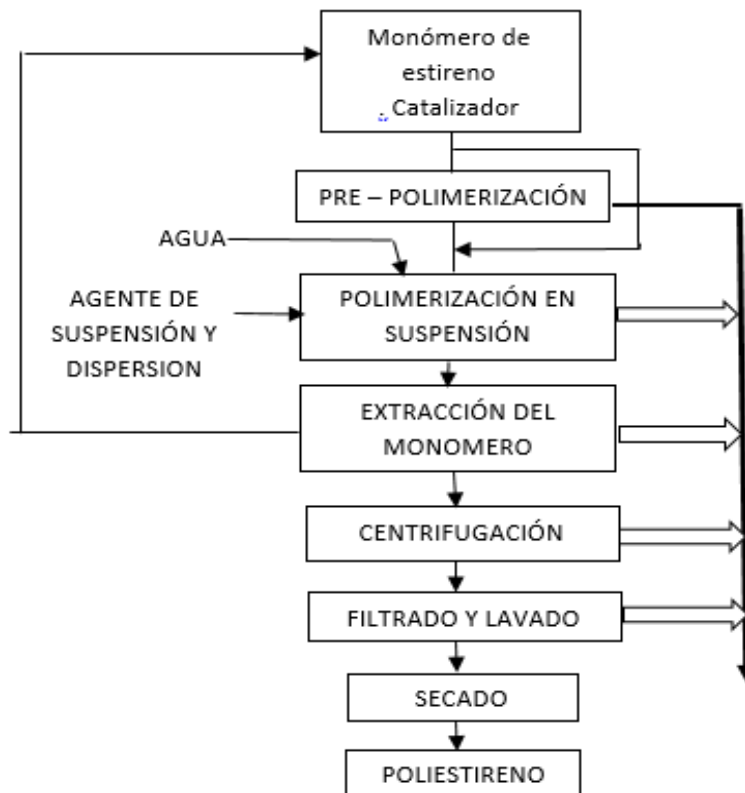 Monómero de
estireno
. Catalizador
PRE – POLIMERIZACIÓN
AGUA
AGENTE DE
SUSPENSIÓN Y
DISPERSION
POLIMERIZACIÓN EN
SUSPENSIÓN
EXTRACCIÓN DEL
MONOMERO
CENTRIFUGACIÓN
FILTRADO Y LAVADO
SECADO
POLIESTIRENO